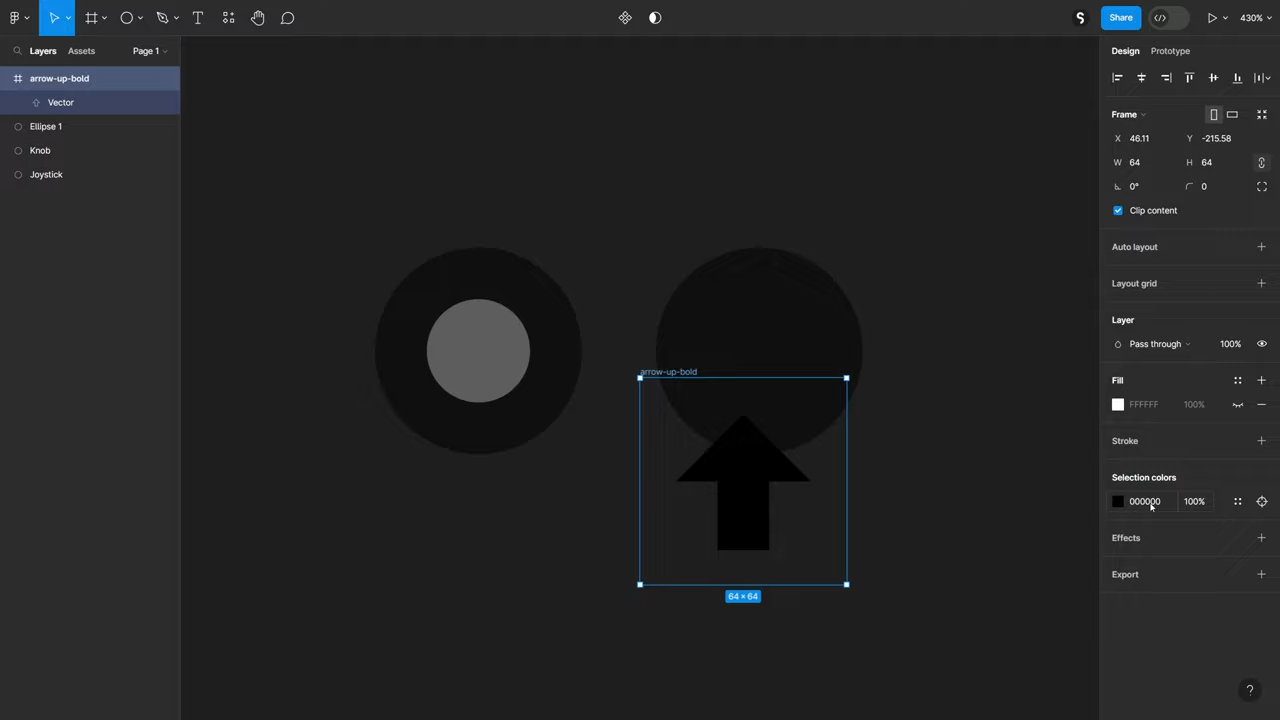 Share
430%
Layers
Assets
Page 1
arrow-up-bold
Vector
Ellipse 1
Knob
Joystick
arrow-up-bold
64 × 64
Design
Prototype
Frame
X 46.11 Y -215.58
W 64 H 64
0° 0
Clip content
Auto layout
Layout grid
Layer
Pass through 100%
Fill
FFFFFF 100%
Stroke
Selection colors
000000 100%
Effects
Export
?